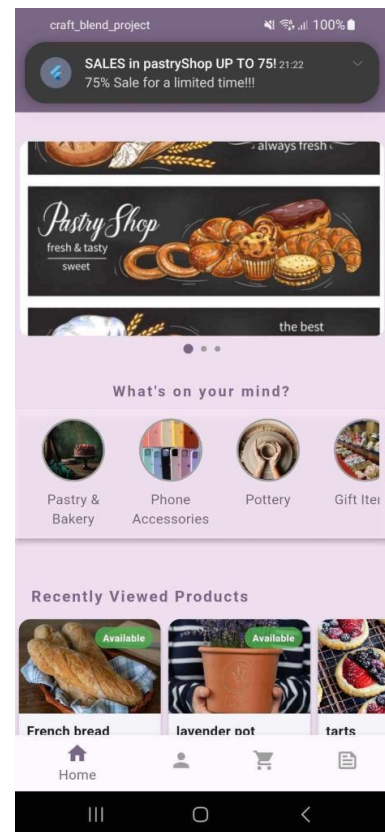 craft_blend_project
100%
SALES in pastryShop UP TO 75! 21:22
75% Sale for a limited time!!!
always fresh
Pastry Shop
fresh & tasty
sweet
the best
What's on your mind?
Pastry &
Bakery
Phone
Accessories
Pottery
Gift Iter
Recently Viewed Products
Available
Available
French bread
lavender pot
tarts
Home